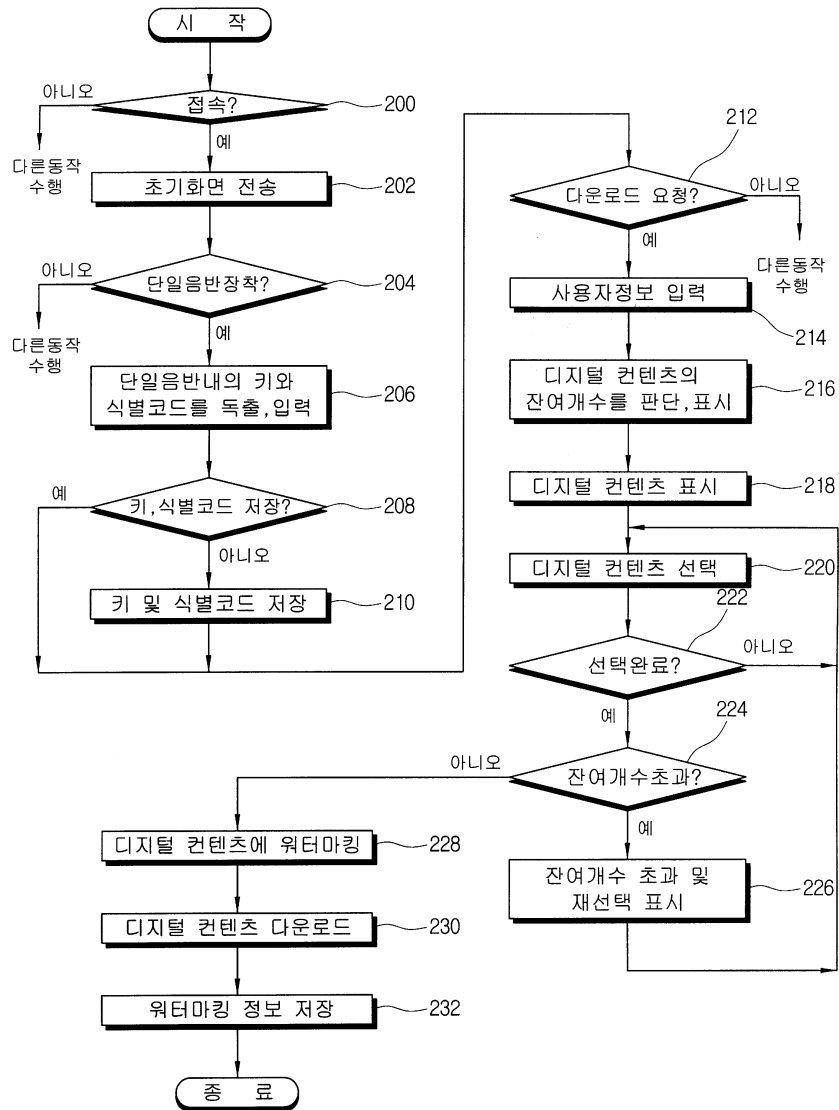 시 작
아니오
접속?
200
예
다른동작
수행
초기화면 전송
202
아니오
단일음반장착?
204
예
다른동작
수행
단일음반내의 키와
식별코드를 독출,입력
206
예
키,식별코드 저장?
208
아니오
키 및 식별코드 저장
210
212
다운로드 요청?
아니오
예
다른동작
수행
사용자정보 입력
214
디지털 컨텐츠의
잔여개수를 판단,표시
216
디지털 컨텐츠 표시
218
디지털 컨텐츠 선택
220
222
선택완료?
아니오
예
224
아니오
잔여개수초과?
예
잔여개수 초과 및
재선택 표시
226
디지털 컨텐츠에 워터마킹
228
디지털 컨텐츠 다운로드
230
워터마킹 정보 저장
232
종 료